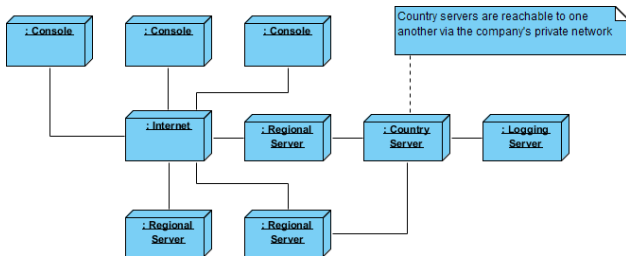 : Console
: Console
: Console
Country servers are reachable to one
another via the company's private network
: Internet
: Regional
Server
: Country
Server
: Logging
Server
: Regional
Server
: Regional
Server